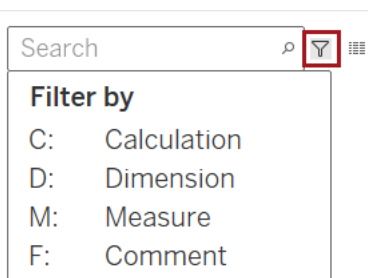 Search
Filter by
C: Calculation
D: Dimension
M: Measure
F: Comment